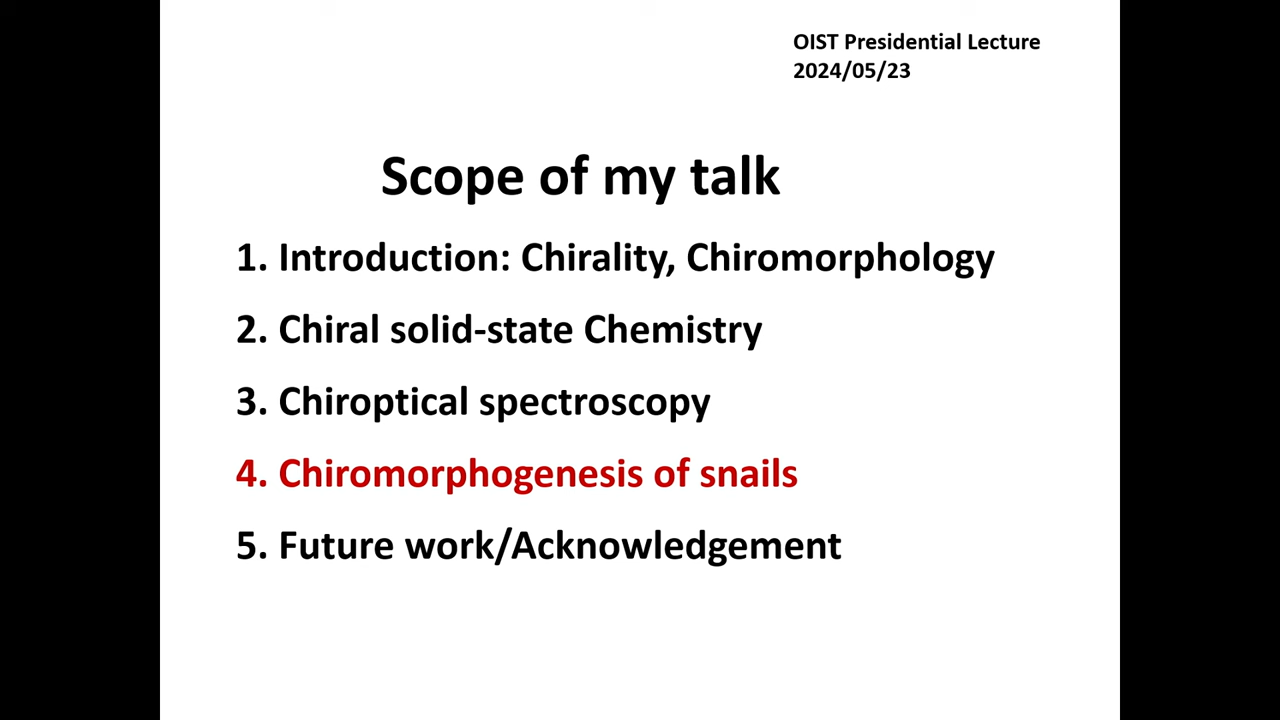 OIST Presidential Lecture
2024/05/23
Scope of my talk
1. Introduction: Chirality, Chiromorphology
2. Chiral solid-state Chemistry
3. Chiroptical spectroscopy
4. Chiromorphogenesis of snails
5. Future work/Acknowledgement